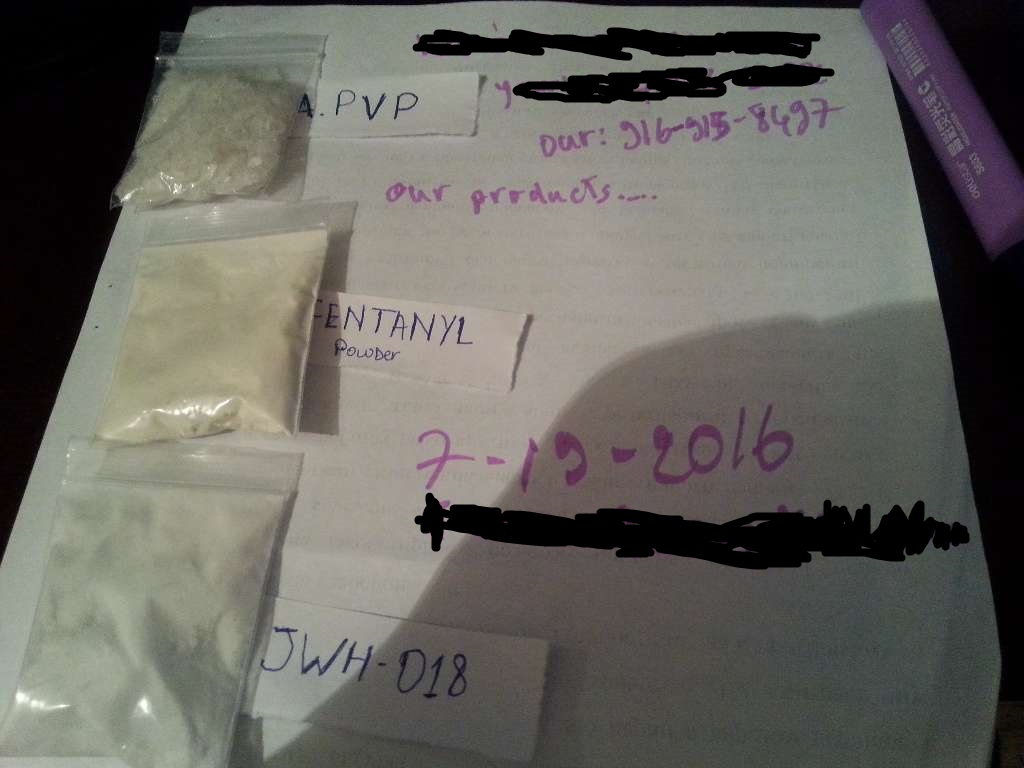 A.PVP
our: 916-915-8497
our products....
FENTANYL
Powder
7-19-2016
JWH-018